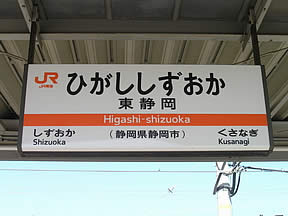 JR
JR東海
ひがししずおか
東静岡
Higashi-shizuoka
しずおか (静岡県静岡市) くさなぎ
Shizuoka Kusanagi